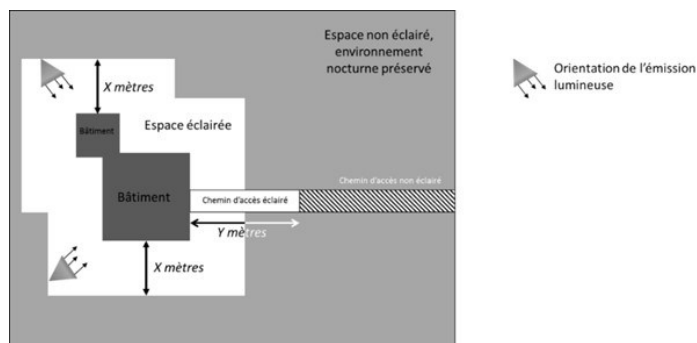 Espace non éclairé,
environnement
nocturne préservé
X mètres
Espace éclairée
Bâtiment
Bâtiment
Chemin d'accès éclairé
Chemin d'accès non éclairé
Y mètres
X mètres
Orientation de l'émission
lumineuse